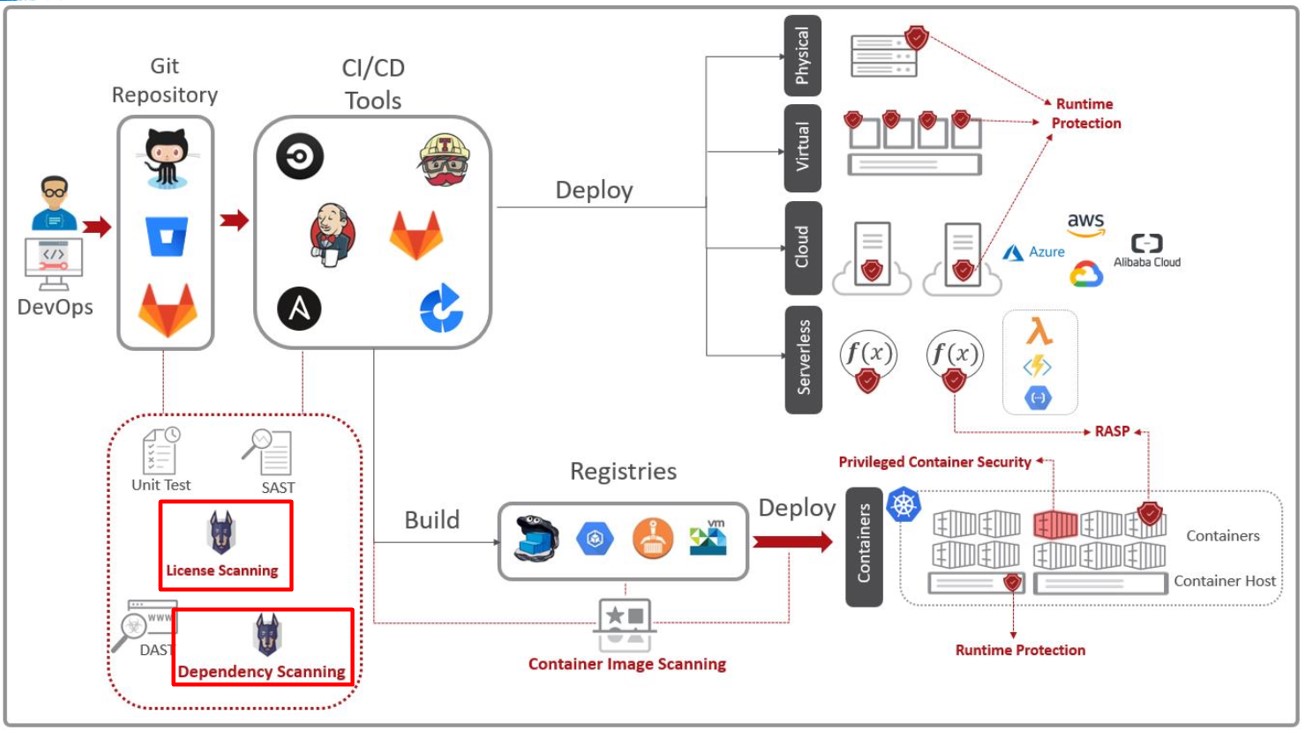 Git
Repository
CI/CD
Tools
DevOps
Deploy
Physical
Virtual
Cloud
Serverless
Runtime
Protection
aws
Azure
Alibaba Cloud
f(x)
f(x)
RASP
Unit Test
SAST
License Scanning
WWW
DAST
Dependency Scanning
Build
Registries
vm
Deploy
Container Image Scanning
Privileged Container Security
Containers
Containers
Container Host
Runtime Protection